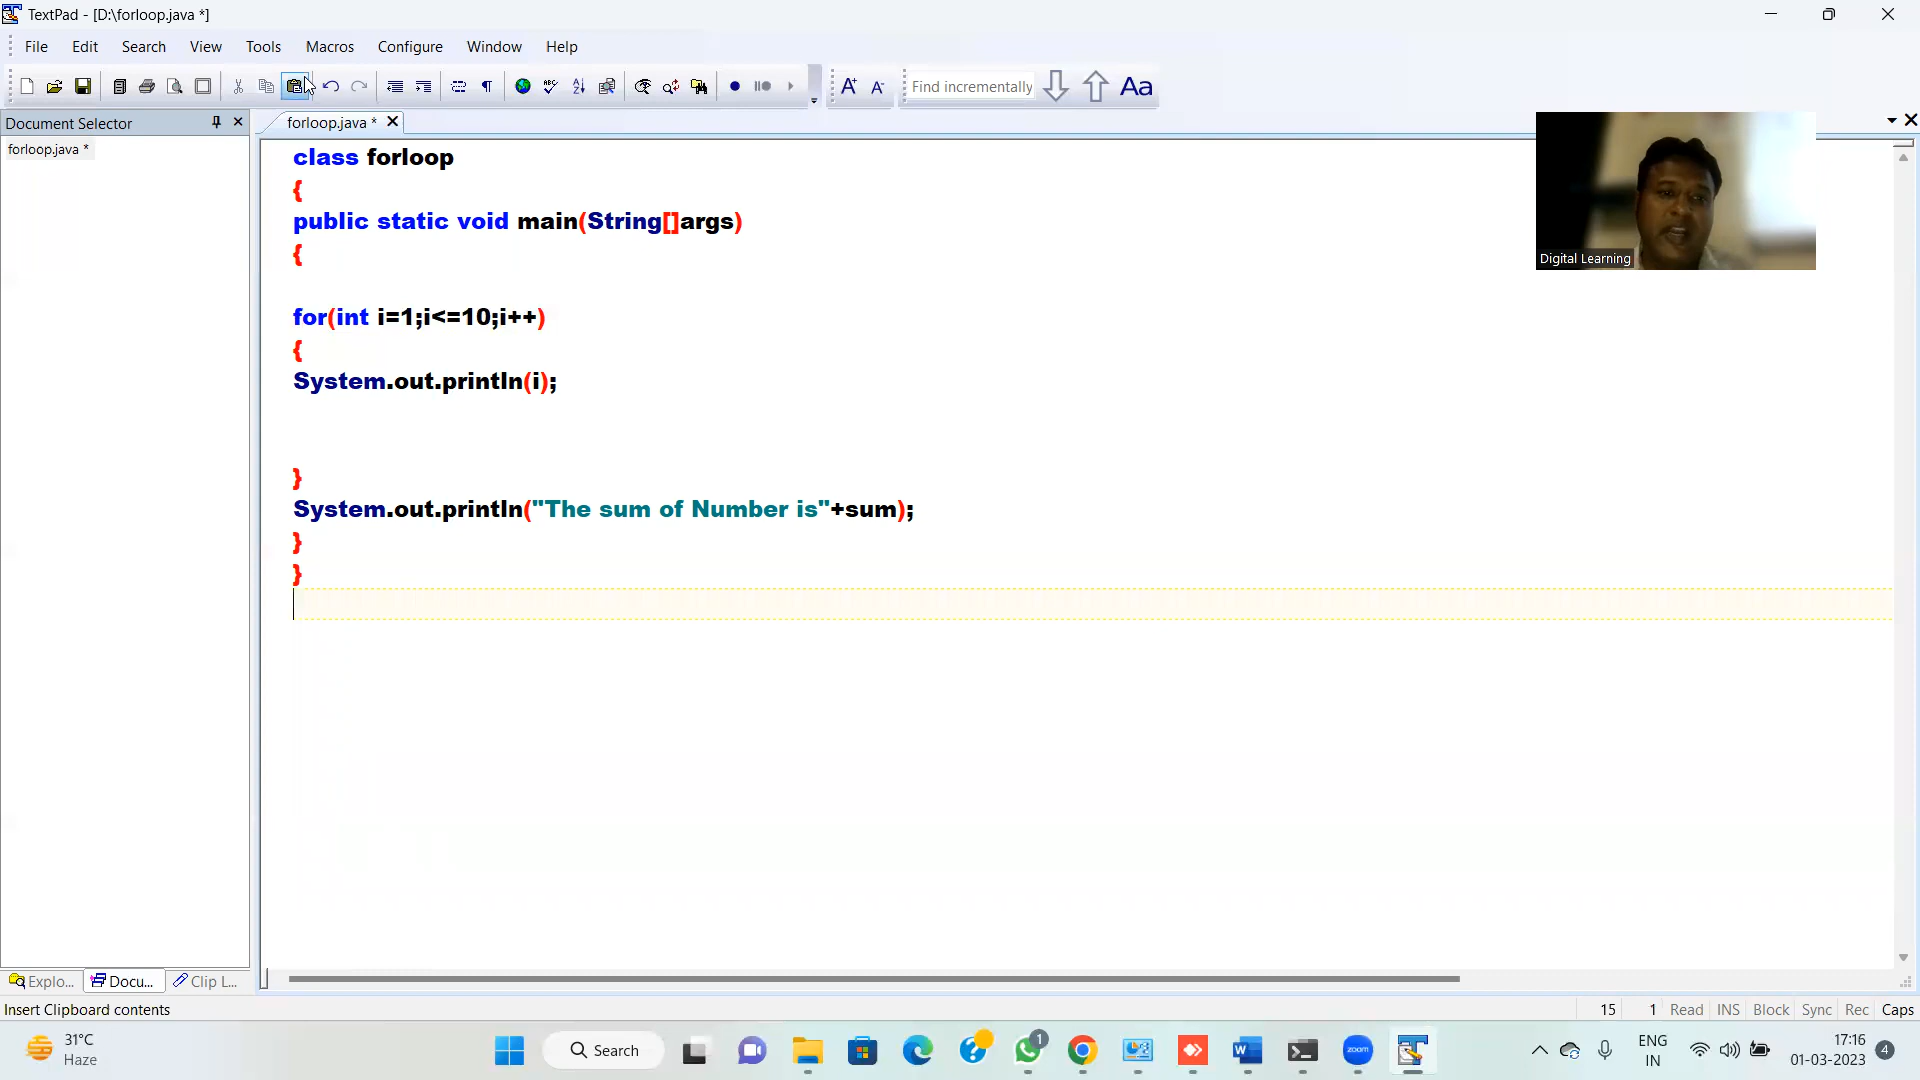 TextPad - [D:\forloop.java *]
File Edit Search View Tools Macros Configure Window Help
Find incrementally
Aa
Document Selector
forloop.java *
forloop.java *
class forloop
{
public static void main(String[]args)
{
for(int i=1;i<=10;i++)
{
System.out.println(i);
}
System.out.println("The sum of Number is"+sum);
}
}
Digital Learning
Explo... Docu... Clip L...
Insert Clipboard contents
15 1 Read INS Block Sync Rec Caps
31°C
Haze
Search
1
zoom
ENG
IN
17:16
01-03-2023
4